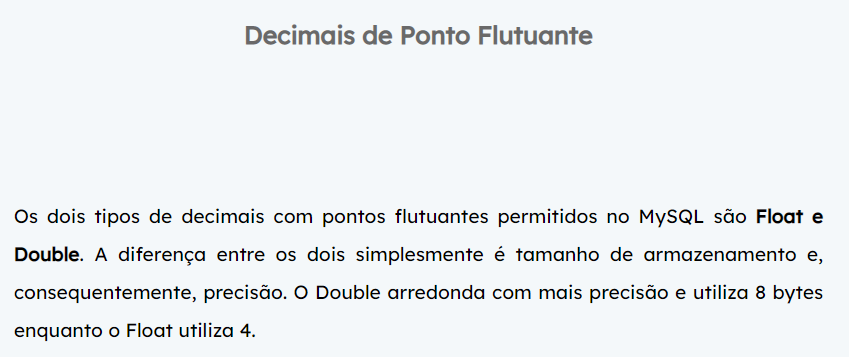 Decimais de Ponto Flutuante
Os dois tipos de decimais com pontos flutuantes permitidos no MySQL são Float e
Double. A diferença entre os dois simplesmente é tamanho de armazenamento e,
consequentemente, precisão. O Double arredonda com mais precisão e utiliza 8 bytes
enquanto o Float utiliza 4.